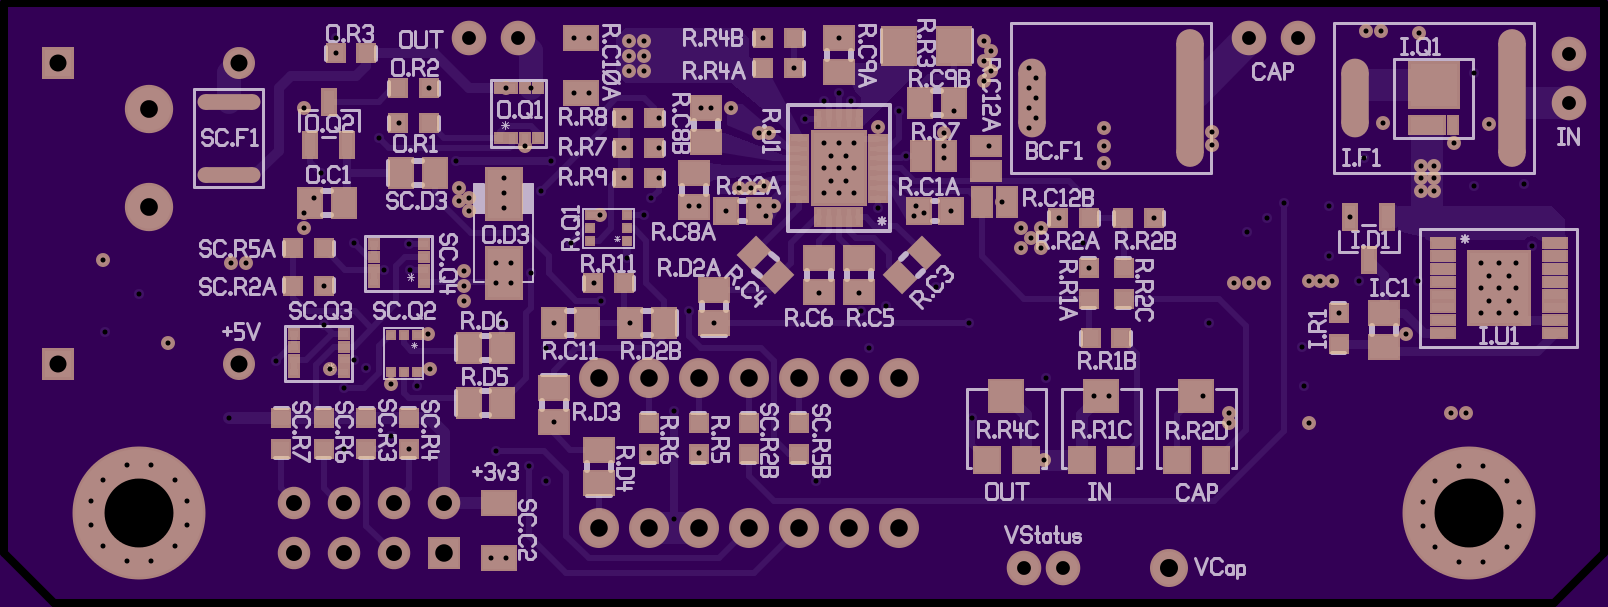 O.R3
OUT
R.C10A
R.R4B
R.C9A
R.R3
I.Q1
O.R2
R.R4A
R.C9B
R.C12A
CAP
O.Q1
R.C8B
SC.F1
O.Q2
R.R8
R.U1
R.C7
IN
O.R1
R.R7
BC.F1
I.F1
O.C1
R.R9
R.C2A
R.C1A
SC.D3
R.C12B
R.Q1
R.C8A
O.D3
R.R2A
R.R2B
I.D1
SC.R5A
SC.Q4
R.R11
R.D2A
R.C4
R.C3
R.R1A
R.R2C
SC.R2A
I.C1
SC.Q3
SC.Q2
R.D6
R.C6
R.C5
I.R1
I.U1
+5V
R.C11
R.D2B
R.R1B
R.D5
R.D3
SC.R7
SC.R6
SC.R3
SC.R4
R.R6
R.R5
SC.R2B
SC.R5B
R.R4C
R.R1C
R.R2D
+3v3
R.D4
OUT
IN
CAP
SC.C2
VStatus
VCap